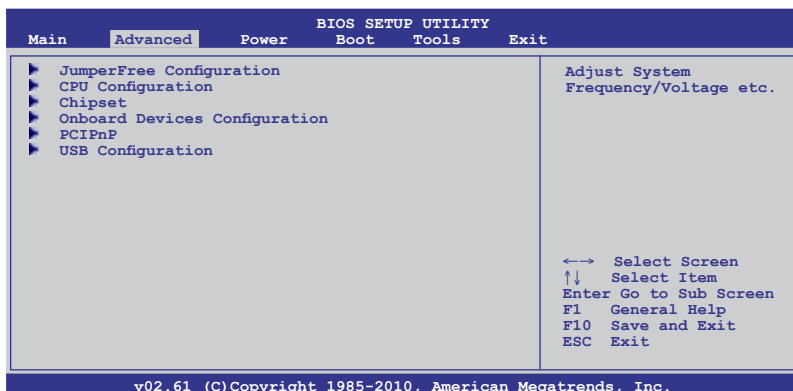 BIOS SETUP UTILITY
Main Advanced Power Boot Tools Exit
JumperFree Configuration
CPU Configuration
Chipset
Onboard Devices Configuration
PCIPnP
USB Configuration
Adjust System
Frequency/Voltage etc.
←→ Select Screen
↑↓ Select Item
Enter Go to Sub Screen
F1 General Help
F10 Save and Exit
ESC Exit
v02.61 (C)Copyright 1985-2010, American Megatrends, Inc.